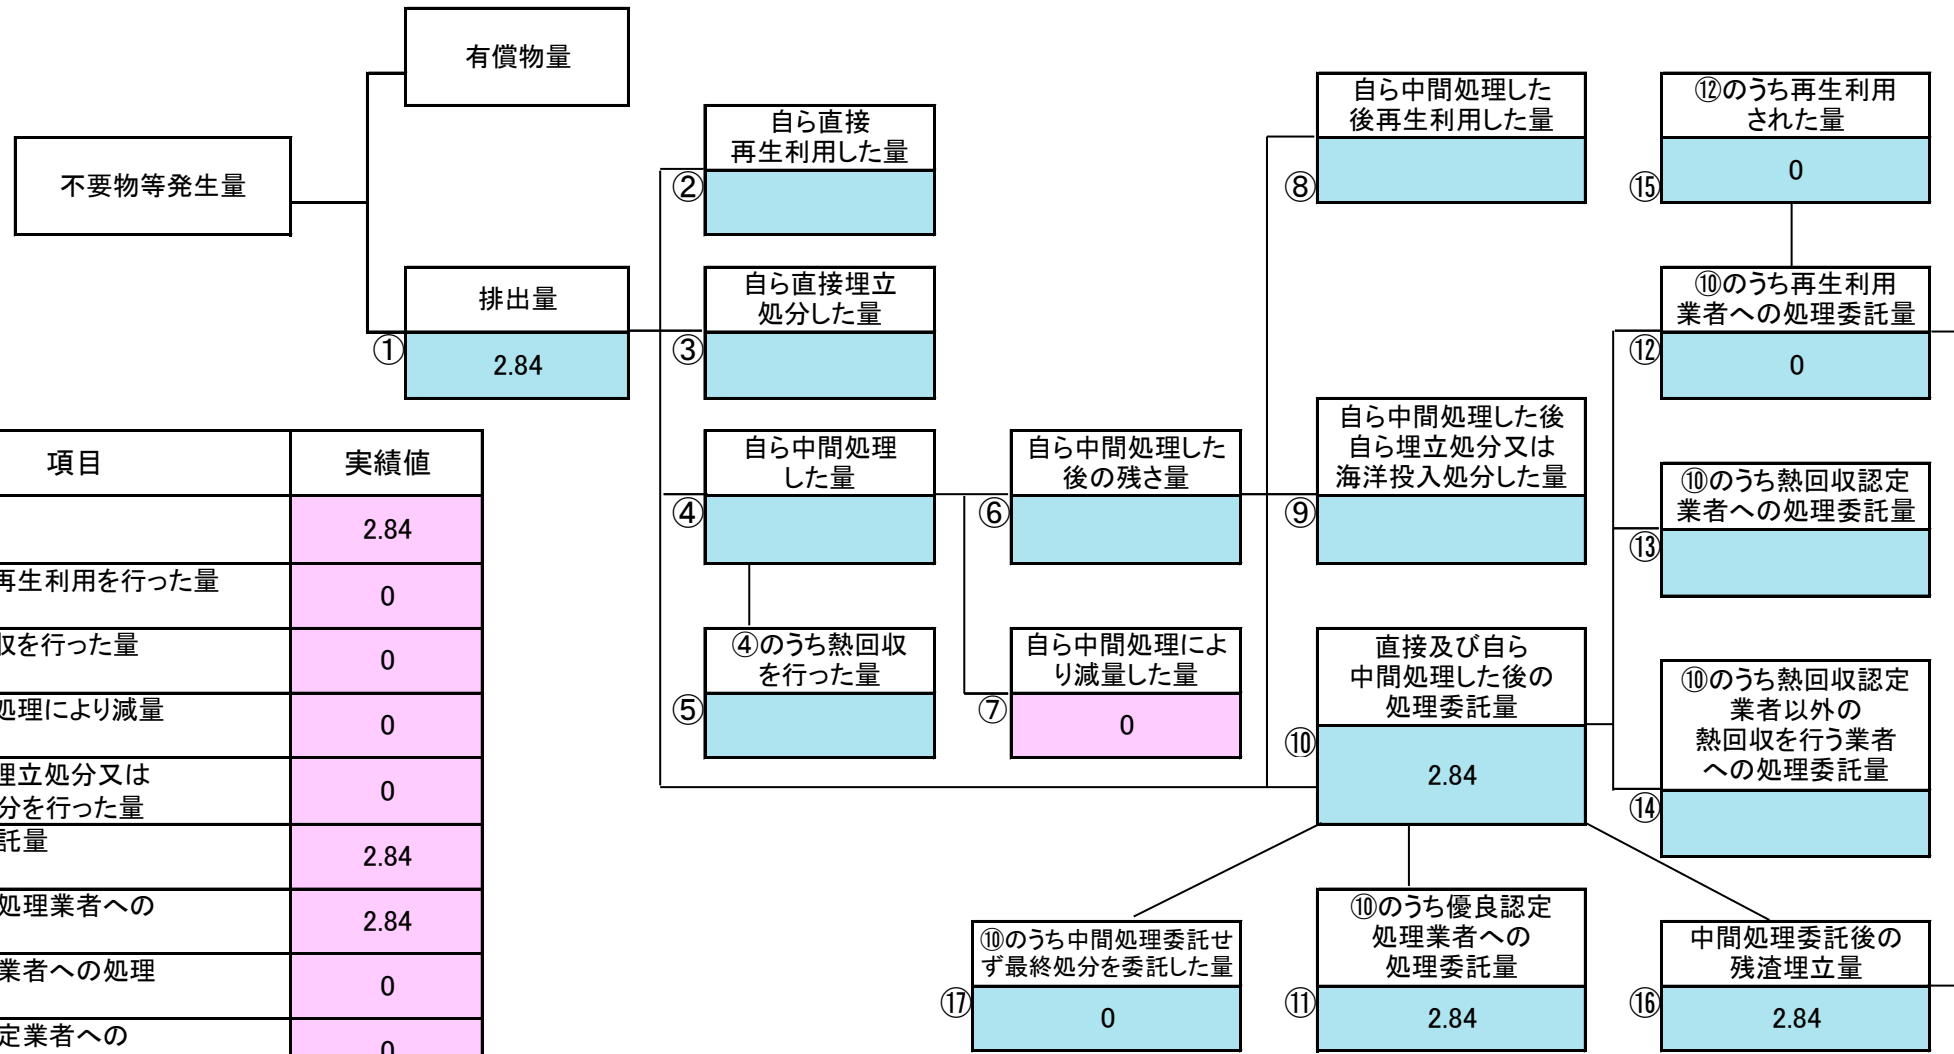 有償物量
不要物等発生量
排出量
①
2.84
自ら直接
再生利用した量
②
自ら直接埋立
処分した量
③
自ら中間処理
した量
④
④のうち熱回収
を行った量
⑤
自ら中間処理した
後の残さ量
⑥
自ら中間処理によ
り減量した量
⑦
0
自ら中間処理した
後再生利用した量
⑧
自ら中間処理した後
自ら埋立処分又は
海洋投入処分した量
⑨
直接及び自ら
中間処理した後の
処理委託量
⑩
2.84
⑫のうち再生利用
された量
⑮
0
⑩のうち再生利用
業者への処理委託量
⑫
0
⑩のうち熱回収認定
業者への処理委託量
⑬
⑩のうち熱回収認定
業者以外の
熱回収を行う業者
への処理委託量
⑭
⑩のうち中間処理委託せ
ず最終処分を委託した量
⑰
0
⑩のうち優良認定
処理業者への
処理委託量
⑪
2.84
中間処理委託後の
残渣埋立量
⑯
2.84
項目 実績値
2.84
再生利用を行った量 0
収を行った量 0
処理により減量 0
埋立処分又は
分を行った量 0
託量 2.84
処理業者への 2.84
業者への処理 0
定業者への 0